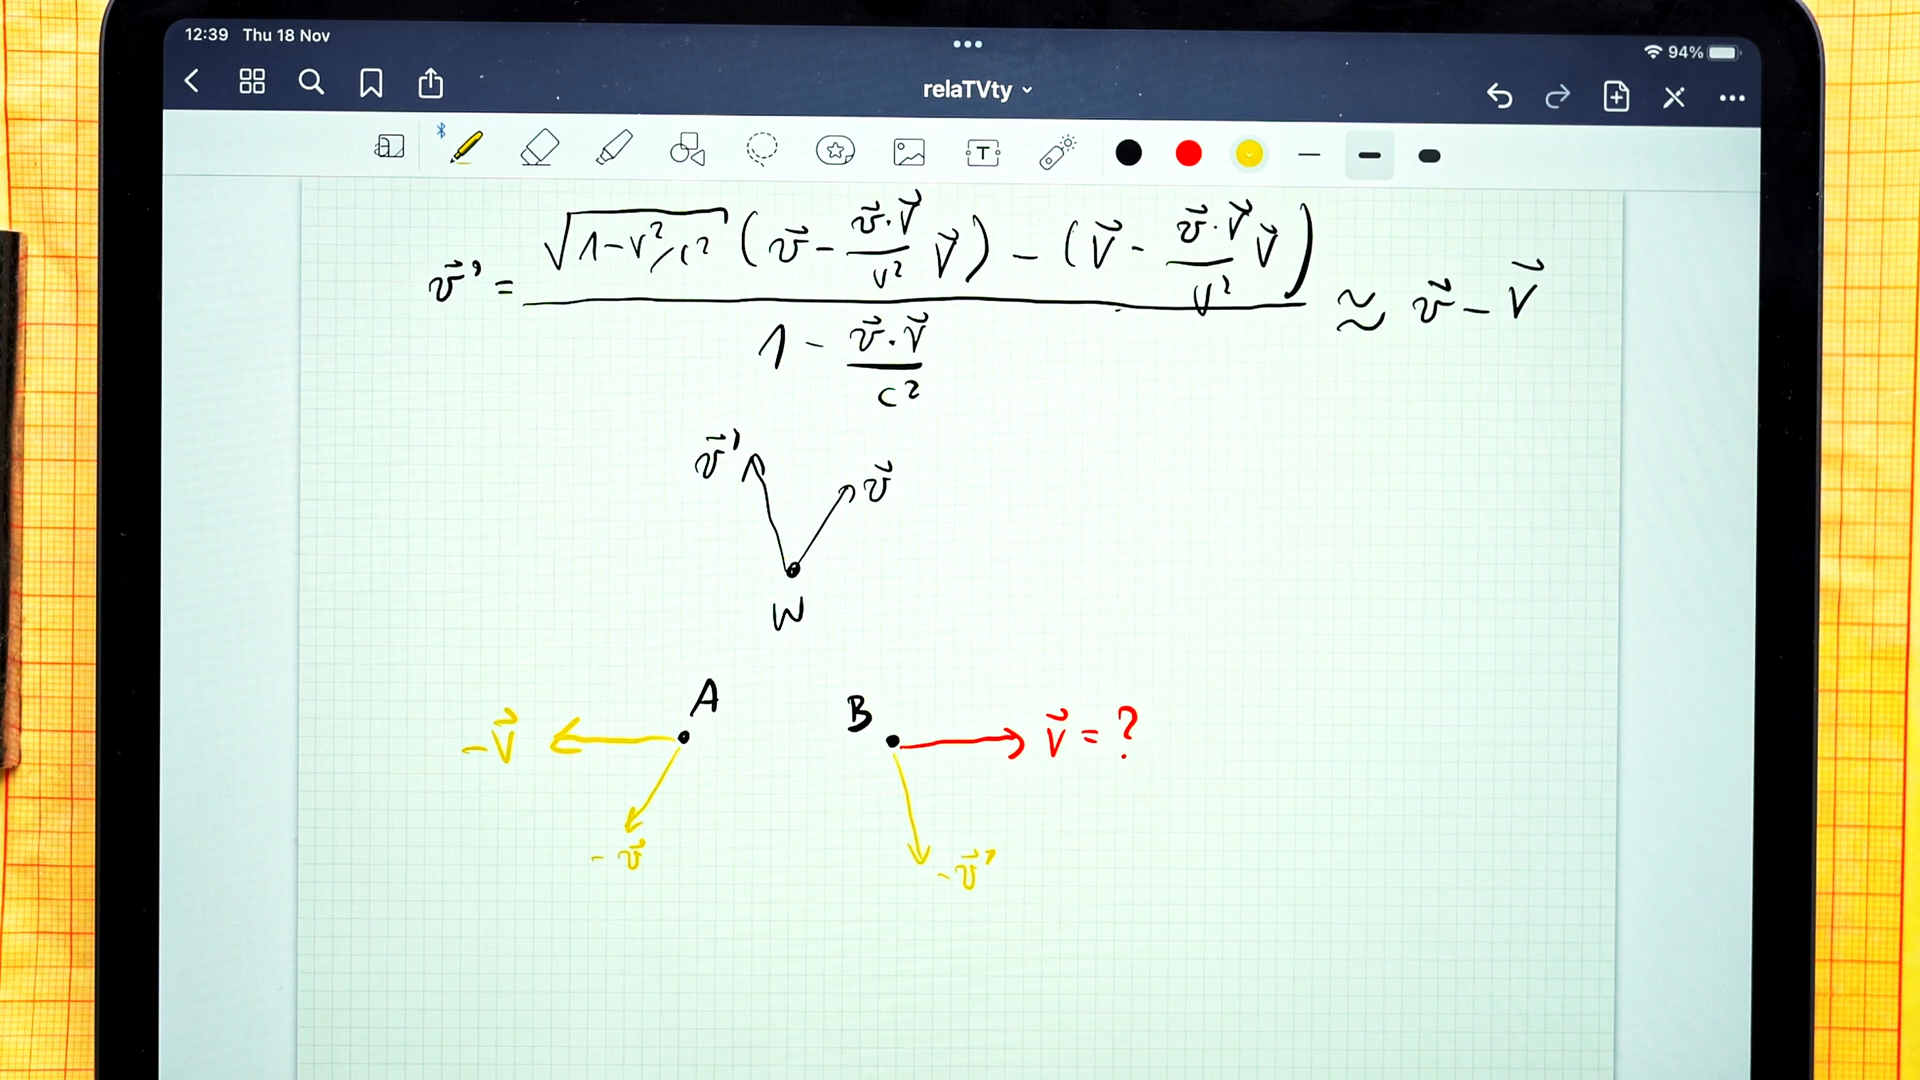 12:39 Thu 18 Nov
94%
relaTVty
T
v⃗' = (√(1-V²/c²) (v⃗ - (v⃗·V⃗/V²) V⃗) - (V⃗ - (v⃗·V⃗/V²) V⃗)) / (1 - v⃗·V⃗/c²) ≈ v⃗ - V⃗
v⃗' v⃗
W
A B
-V⃗ V⃗ = ?
-v⃗ -v⃗'